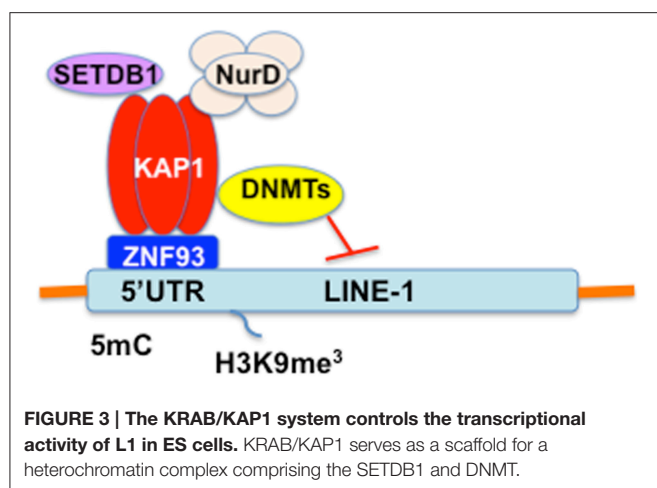 SETDB1
NurD
KAP1
DNMTs
ZNF93
5'UTR
LINE-1
5mC
H3K9me³
FIGURE 3 | The KRAB/KAP1 system controls the transcriptional
activity of L1 in ES cells. KRAB/KAP1 serves as a scaffold for a
heterochromatin complex comprising the SETDB1 and DNMT.